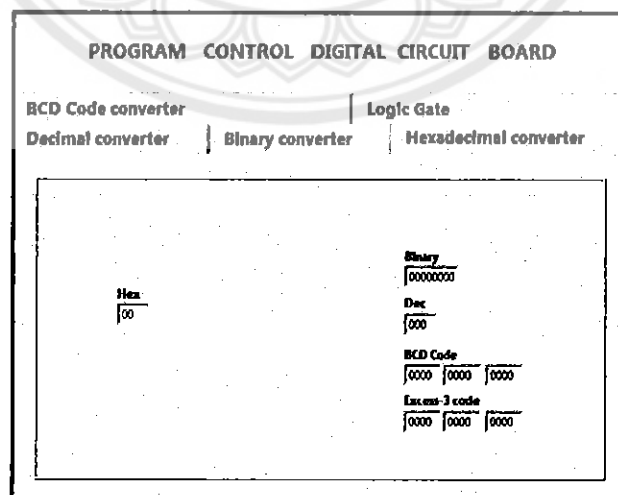 PROGRAM CONTROL DIGITAL CIRCUIT BOARD
BCD Code converter Logic Gate
Decimal converter Binary converter Hexadecimal converter
Binary
00000000
Hex
00
Dec
000
BCD Code
0000 0000 0000
Excess-3 code
0000 0000 0000